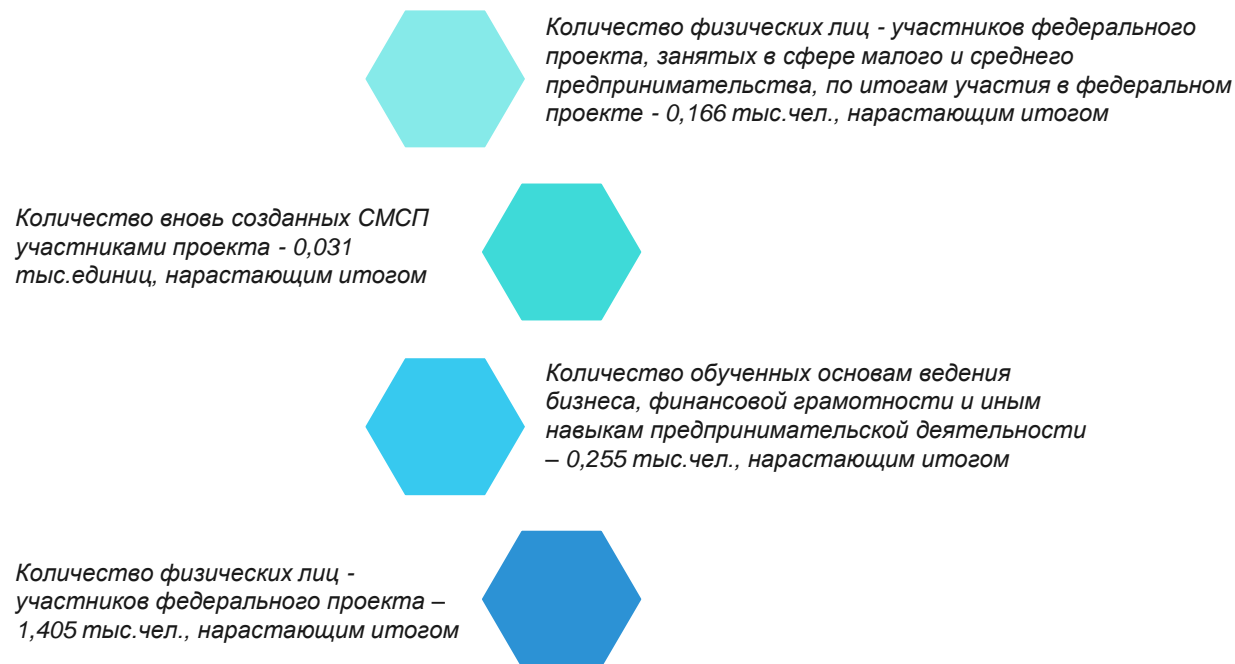 Количество физических лиц - участников федерального
проекта, занятых в сфере малого и среднего
предпринимательства, по итогам участия в федеральном
проекте - 0,166 тыс.чел., нарастающим итогом
Количество вновь созданных СМСП
участниками проекта - 0,031
тыс.единиц, нарастающим итогом
Количество обученных основам ведения
бизнеса, финансовой грамотности и иным
навыкам предпринимательской деятельности
– 0,255 тыс.чел., нарастающим итогом
Количество физических лиц -
участников федерального проекта –
1,405 тыс.чел., нарастающим итогом